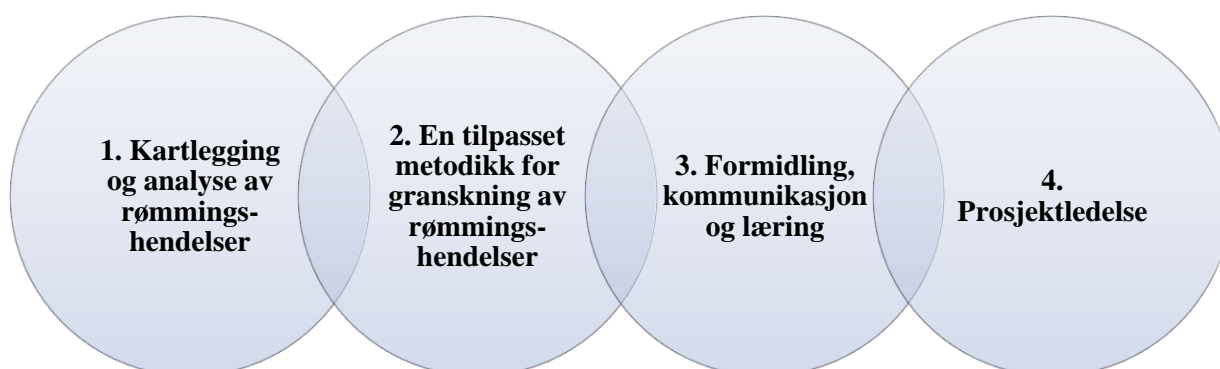 1. Kartlegging
og analyse av
rømmings-
hendelser
2. En tilpasset
metodikk for
granskning av
rømmings-
hendelser
3. Formidling,
kommunikasjon
og læring
4.
Prosjektledelse